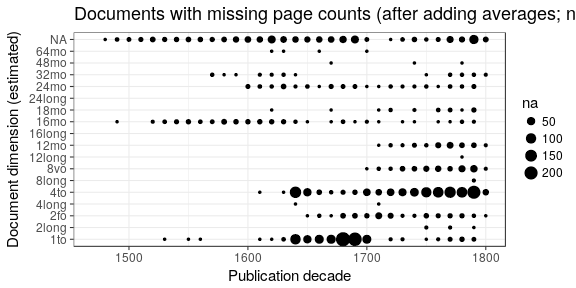 Documents with missing page counts (after adding averages; n
Document dimension (estimated)
NA
64mo
48mo
32mo
24mo
24long
18mo
16mo
16long
12mo
12long
8vo
8long
4to
4long
2to
2long
1to
1500
1600
1700
1800
Publication decade
na
50
100
150
200